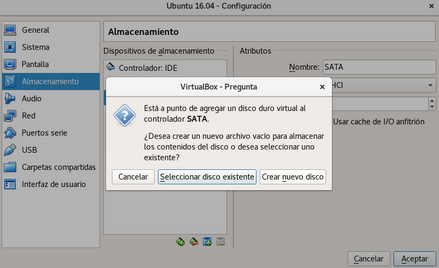 Ubuntu 16.04 - Configuración
General
Sistema
Pantalla
Almacenamiento
Audio
Red
Puertos serie
USB
Carpetas compartidas
Interfaz de usuario
Almacenamiento
Dispositivos de almacenamiento
Controlador: IDE
Atributos
Nombre: SATA
HCI
Usar cache de I/O anfitrión
VirtualBox - Pregunta
Está a punto de agregar un disco duro virtual al
controlador SATA.
¿Desea crear un nuevo archivo vacío para almacenar
los contenidos del disco o desea seleccionar uno
existente?
Cancelar
Seleccionar disco existente
Crear nuevo disco
Cancelar
Aceptar